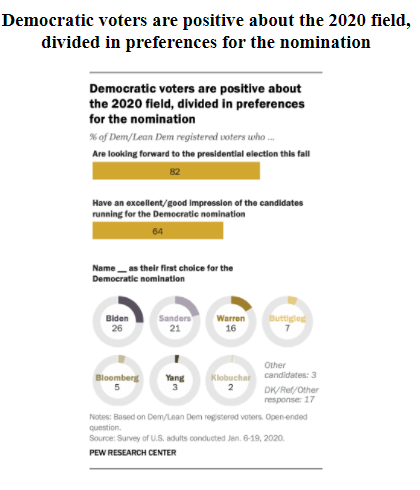 Democratic voters are positive about the 2020 field,
divided in preferences for the nomination
Democratic voters are positive about
the 2020 field, divided in preferences
for the nomination
% of Dem/Lean Dem registered voters who ...
Are looking forward to the presidential election this fall
82
Have an excellent/good impression of the candidates
running for the Democratic nomination
64
Name __ as their first choice for the
Democratic nomination
Biden
26
Sanders
21
Warren
16
Buttigieg
7
Bloomberg
5
Yang
3
Klobuchar
2
Other
candidates: 3
DK/Ref/Other
response: 17
Notes: Based on Dem/Lean Dem registered voters. Open-ended
question.
Source: Survey of U.S. adults conducted Jan. 6-19, 2020.
PEW RESEARCH CENTER